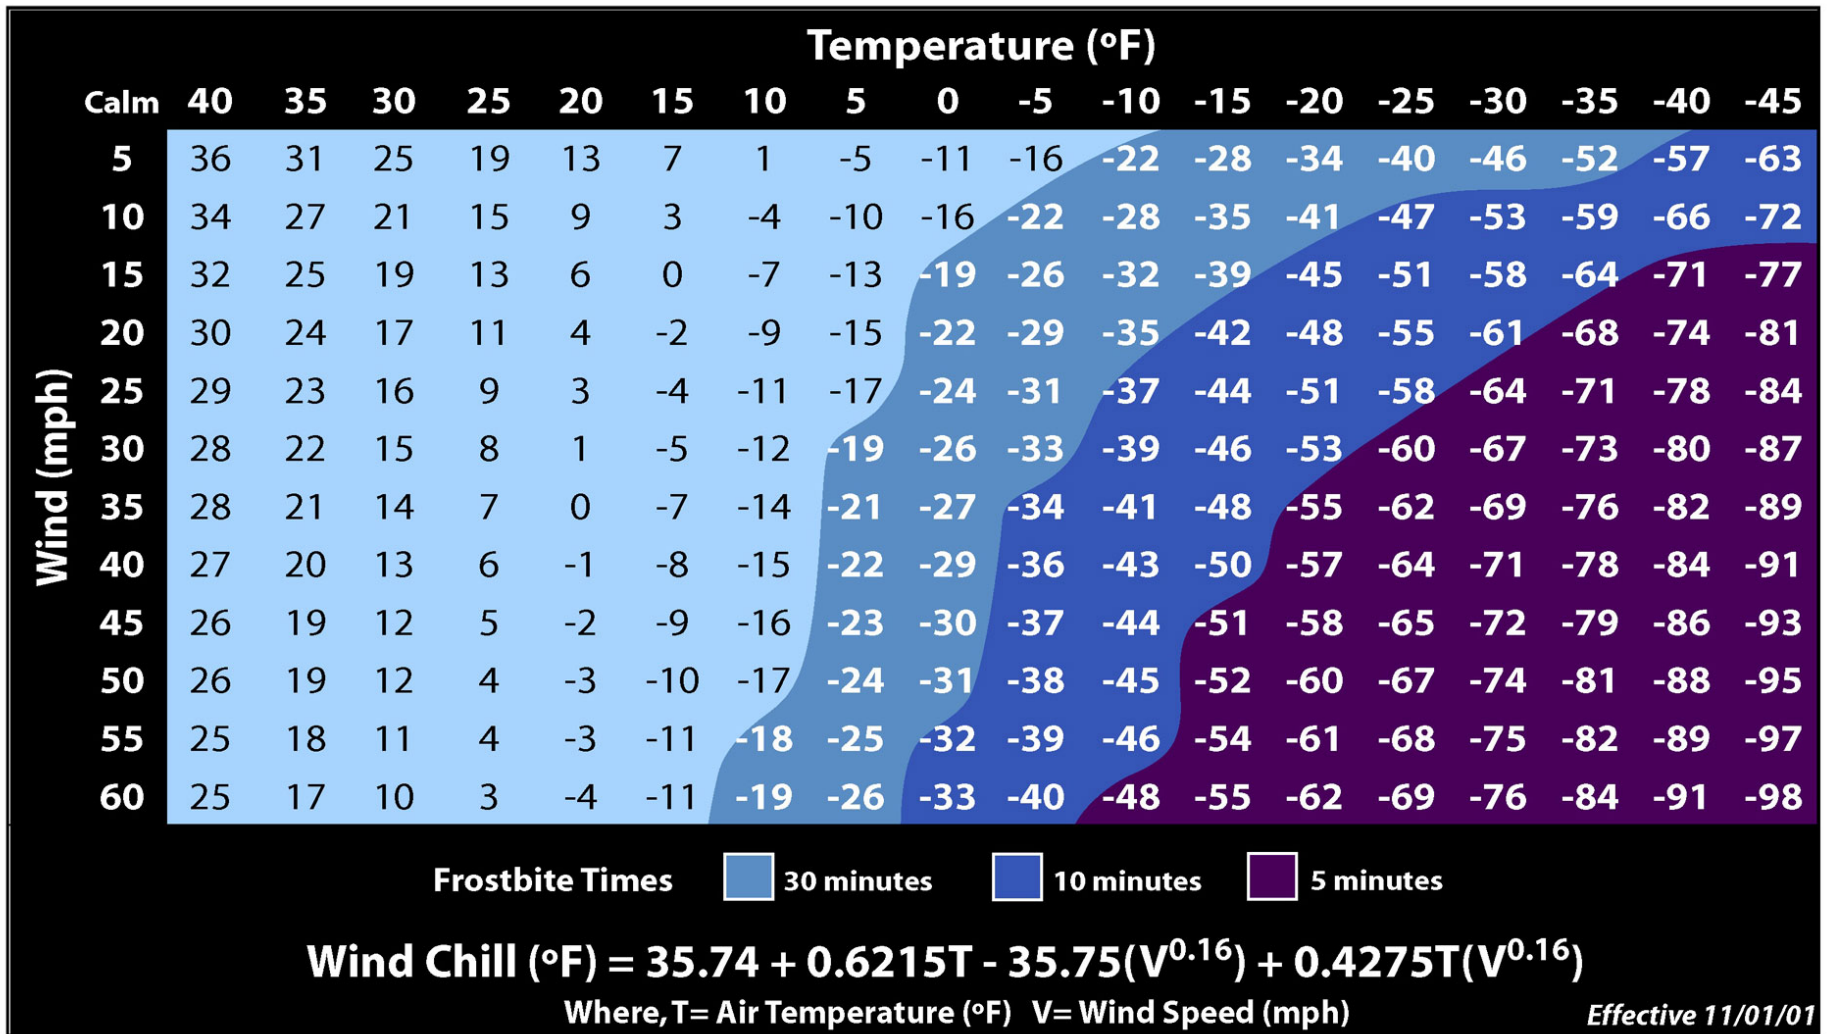 Temperature (ºF)
Calm 40 35 30 25 20 15 10 5 0 -5 -10 -15 -20 -25 -30 -35 -40 -45
5 36 31 25 19 13 7 1 -5 -11 -16 -22 -28 -34 -40 -46 -52 -57 -63
10 34 27 21 15 9 3 -4 -10 -16 -22 -28 -35 -41 -47 -53 -59 -66 -72
15 32 25 19 13 6 0 -7 -13 -19 -26 -32 -39 -45 -51 -58 -64 -71 -77
20 30 24 17 11 4 -2 -9 -15 -22 -29 -35 -42 -48 -55 -61 -68 -74 -81
25 29 23 16 9 3 -4 -11 -17 -24 -31 -37 -44 -51 -58 -64 -71 -78 -84
30 28 22 15 8 1 -5 -12 -19 -26 -33 -39 -46 -53 -60 -67 -73 -80 -87
35 28 21 14 7 0 -7 -14 -21 -27 -34 -41 -48 -55 -62 -69 -76 -82 -89
40 27 20 13 6 -1 -8 -15 -22 -29 -36 -43 -50 -57 -64 -71 -78 -84 -91
45 26 19 12 5 -2 -9 -16 -23 -30 -37 -44 -51 -58 -65 -72 -79 -86 -93
50 26 19 12 4 -3 -10 -17 -24 -31 -38 -45 -52 -60 -67 -74 -81 -88 -95
55 25 18 11 4 -3 -11 -18 -25 -32 -39 -46 -54 -61 -68 -75 -82 -89 -97
60 25 17 10 3 -4 -11 -19 -26 -33 -40 -48 -55 -62 -69 -76 -84 -91 -98
Wind (mph)
Frostbite Times 30 minutes 10 minutes 5 minutes
Wind Chill (ºF) = 35.74 + 0.6215T - 35.75(V^0.16) + 0.4275T(V^0.16)
Where, T= Air Temperature (ºF) V= Wind Speed (mph)
Effective 11/01/01